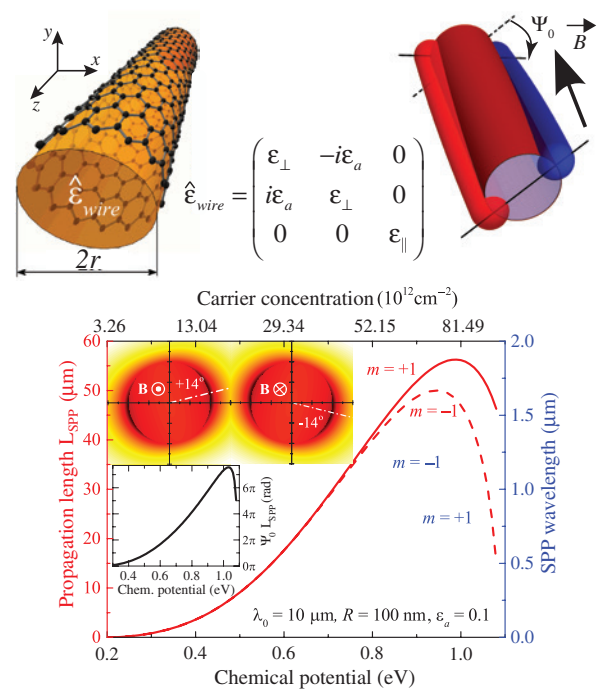 y
x
z
ε̂wire
2r
ε̂wire =
ε⊥ −iεa 0
iεa ε⊥ 0
0 0 ε∥
Ψ0 B
Carrier concentration (10^12 cm^−2)
3.26 13.04 29.34 52.15 81.49
Propagation length LSPP (μm)
60
50
40
30
20
10
0
SPP wavelength (μm)
2.0
1.5
1.0
0.5
0.0
B +14°
B -14°
m = +1
m = −1
m = −1
m = +1
Ψ0 LSPP (rad)
6π
4π
2π
0π
0.4 0.6 0.8 1.0
Chem. potential (eV)
λ0 = 10 μm, R = 100 nm, εa = 0.1
0.2 0.4 0.6 0.8 1.0
Chemical potential (eV)